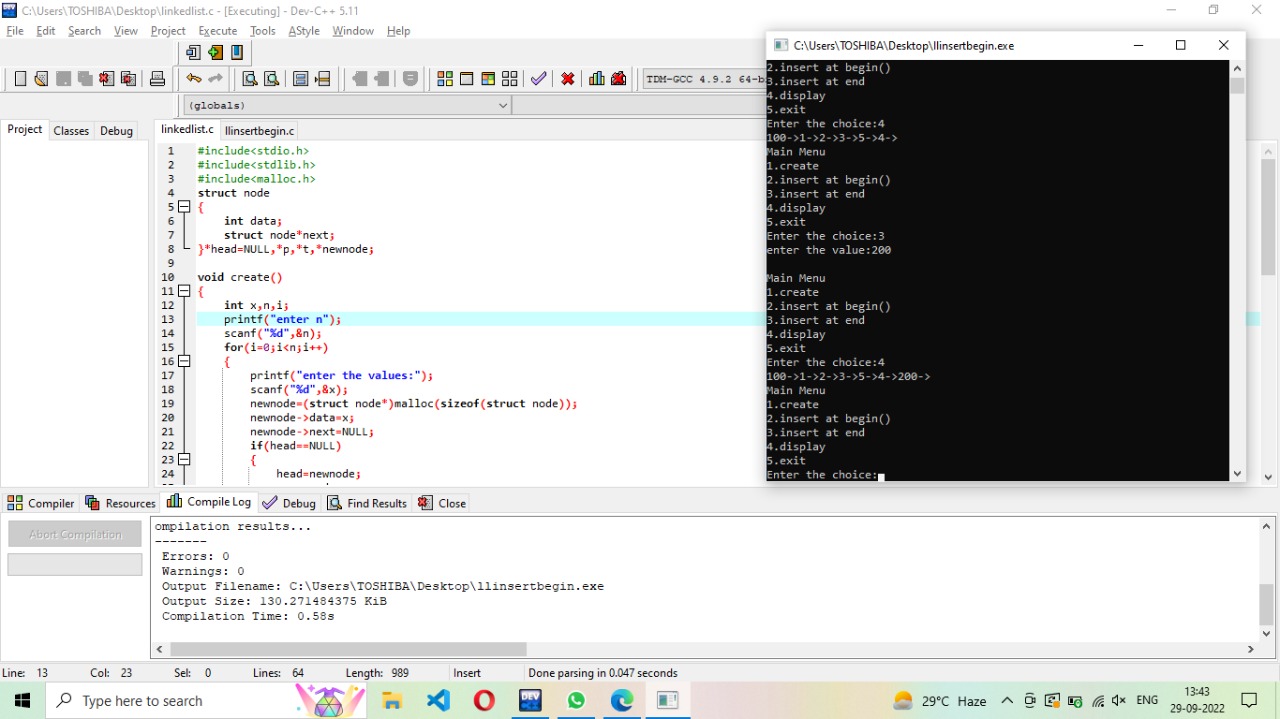 C:\Users\TOSHIBA\Desktop\linkedlist.c - [Executing] - Dev-C++ 5.11
File Edit Search View Project Execute Tools AStyle Window Help
TDM-GCC 4.9.2 64-b
(globals)
Project Classes Debug
linkedlist.c llinsertbegin.c
1 #include<stdio.h>
2 #include<stdlib.h>
3 #include<malloc.h>
4 struct node
5 {
6 int data;
7 struct node*next;
8 }*head=NULL,*p,*t,*newnode;
9
10 void create()
11 {
12 int x,n,i;
13 printf("enter n");
14 scanf("%d",&n);
15 for(i=0;i<n;i++)
16 {
17 printf("enter the values:");
18 scanf("%d",&x);
19 newnode=(struct node*)malloc(sizeof(struct node));
20 newnode->data=x;
21 newnode->next=NULL;
22 if(head==NULL)
23 {
24 head=newnode;
C:\Users\TOSHIBA\Desktop\llinsertbegin.exe
2.insert at begin()
3.insert at end
4.display
5.exit
Enter the choice:4
100->1->2->3->5->4->
Main Menu
1.create
2.insert at begin()
3.insert at end
4.display
5.exit
Enter the choice:3
enter the value:200
Main Menu
1.create
2.insert at begin()
3.insert at end
4.display
5.exit
Enter the choice:4
100->1->2->3->5->4->200->
Main Menu
1.create
2.insert at begin()
3.insert at end
4.display
5.exit
Enter the choice:
Compiler Resources Compile Log Debug Find Results Close
Abort Compilation
ompilation results...
-------
Errors: 0
Warnings: 0
Output Filename: C:\Users\TOSHIBA\Desktop\llinsertbegin.exe
Output Size: 130.271484375 KiB
Compilation Time: 0.58s
Line: 13 Col: 23 Sel: 0 Lines: 64 Length: 989 Insert Done parsing in 0.047 seconds
Type here to search
DEV
29°C Haze
ENG
13:43
29-09-2022